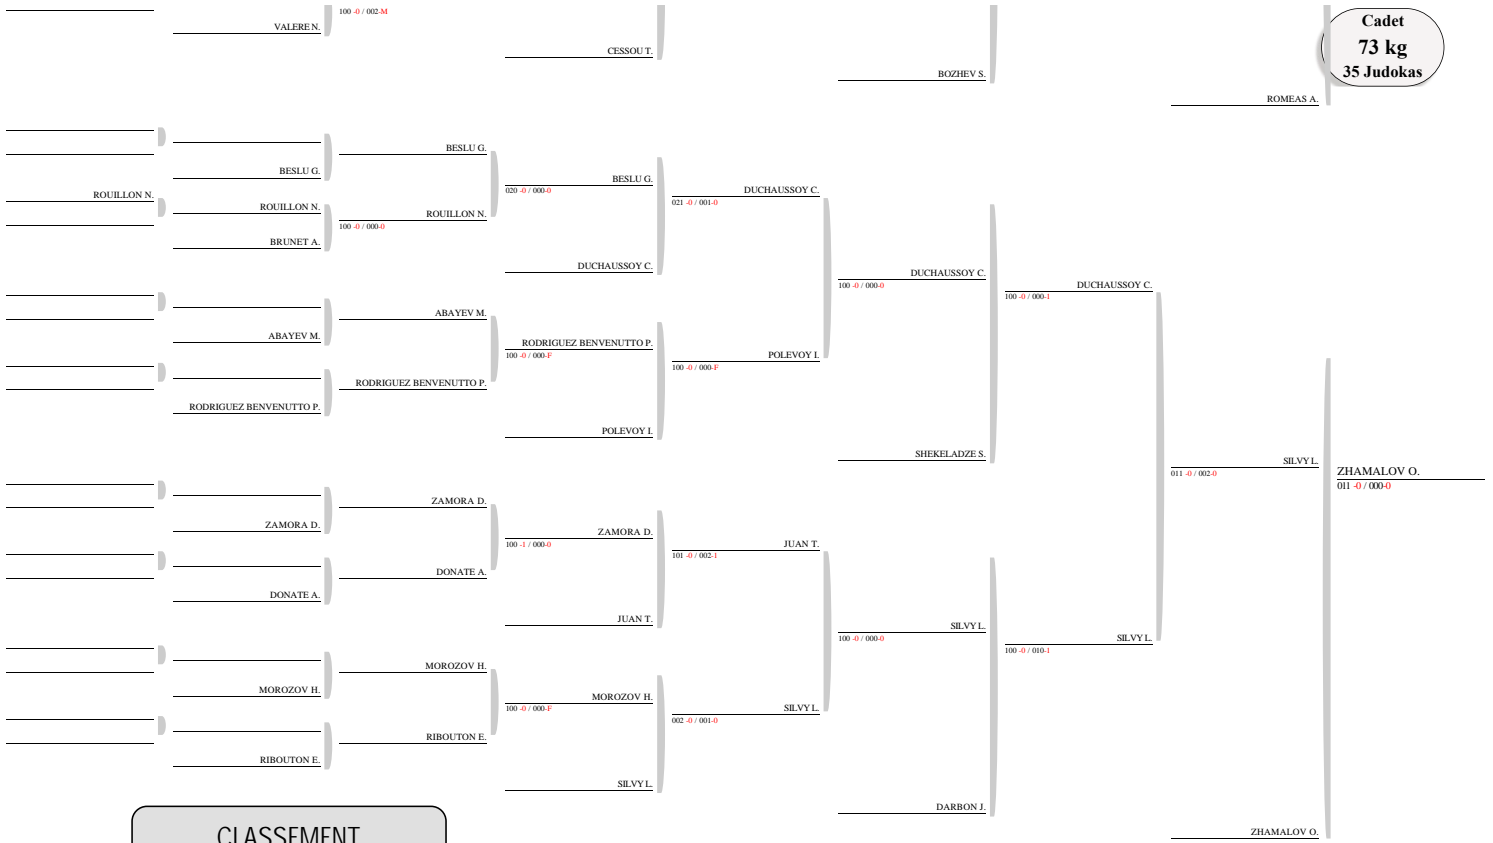 100 -0 / 002-M
VALERE N.
CESSOU T.
BOZHEV S.
ROMEAS A.
Cadet
73 kg
35 Judokas
BESLU G.
BESLU G.
BESLU G.
020 -0 / 000-0
DUCHAUSSOY C.
021 -0 / 001-0
ROUILLON N.
ROUILLON N.
ROUILLON N.
100 -0 / 000-0
BRUNET A.
DUCHAUSSOY C.
DUCHAUSSOY C.
100 -0 / 000-0
DUCHAUSSOY C.
100 -0 / 000-1
ABAYEV M.
ABAYEV M.
RODRIGUEZ BENVENUTTO P.
100 -0 / 000-F
POLEVOY I.
100 -0 / 000-F
RODRIGUEZ BENVENUTTO P.
RODRIGUEZ BENVENUTTO P.
POLEVOY I.
SHEKELADZE S.
SILVY L.
011 -0 / 002-0
ZHAMALOV O.
011 -0 / 000-0
ZAMORA D.
ZAMORA D.
ZAMORA D.
100 -1 / 000-0
JUAN T.
101 -0 / 002-1
DONATE A.
DONATE A.
JUAN T.
SILVY L.
100 -0 / 000-0
SILVY L.
100 -0 / 010-1
MOROZOV H.
MOROZOV H.
MOROZOV H.
100 -0 / 000-F
SILVY L.
002 -0 / 001-0
RIBOUTON E.
RIBOUTON E.
SILVY L.
DARBON J.
ZHAMALOV O.
CLASSEMENT